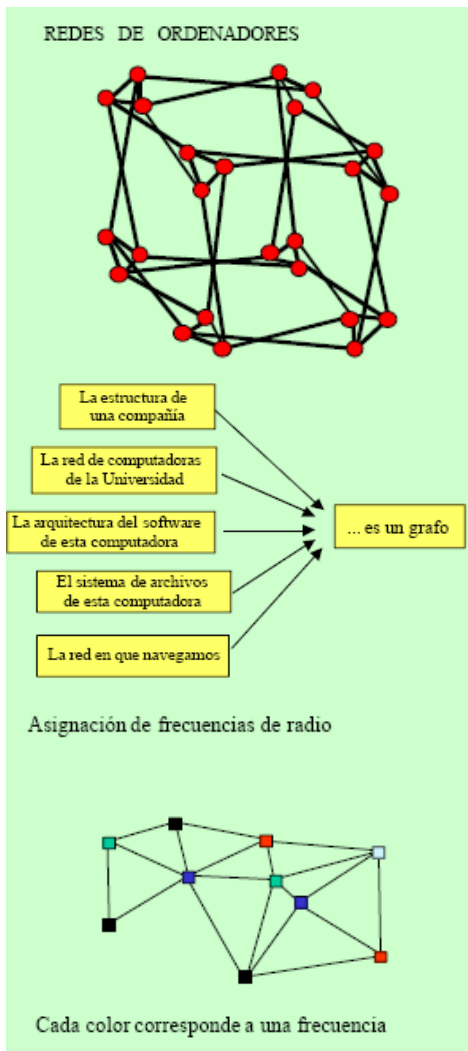 REDES DE ORDENADORES
La estructura de
una compañía
La red de computadoras
de la Universidad
La arquitectura del software
de esta computadora
... es un grafo
El sistema de archivos
de esta computadora
La red en que navegamos
Asignación de frecuencias de radio
Cada color corresponde a una frecuencia